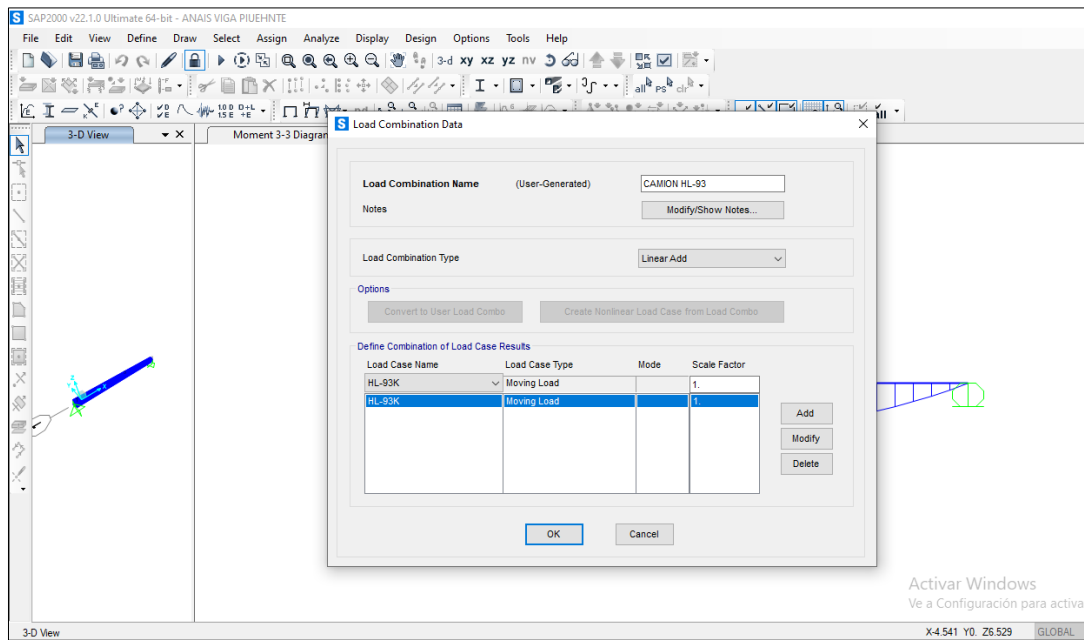 SAP2000 v22.1.0 Ultimate 64-bit - ANAIS VIGA PIUEHNTE
File Edit View Define Draw Select Assign Analyze Display Design Options Tools Help
3-d xy xz yz nv
all ps clr
3-D View
Moment 3-3 Diagram
Load Combination Data
Load Combination Name (User-Generated) CAMION HL-93
Notes Modify/Show Notes...
Load Combination Type Linear Add
Options
Convert to User Load Combo Create Nonlinear Load Case from Load Combo
Define Combination of Load Case Results
Load Case Name Load Case Type Mode Scale Factor
HL-93K Moving Load 1.
HL-93K Moving Load 1.
Add
Modify
Delete
OK Cancel
Activar Windows
Ve a Configuración para activa
3-D View X-4.541 Y0. Z6.529 GLOBAL